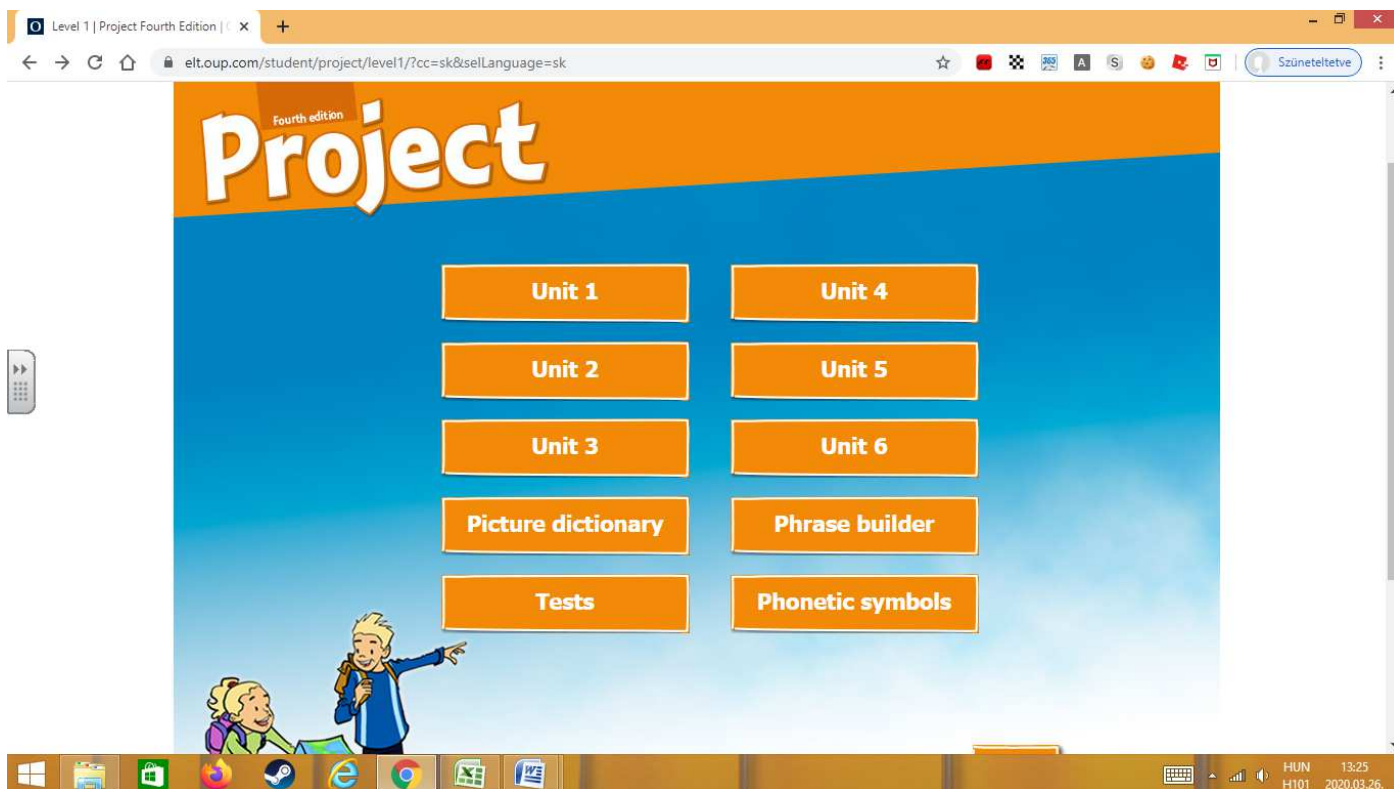 Level 1 | Project Fourth Edition |
elt.oup.com/student/project/level1/?cc=sk&selLanguage=sk
365
A
S
Szüneteltetve
Fourth edition
Project
Unit 1
Unit 4
Unit 2
Unit 5
Unit 3
Unit 6
Picture dictionary
Phrase builder
Tests
Phonetic symbols
HUN
13:25
H101
2020.03.26.